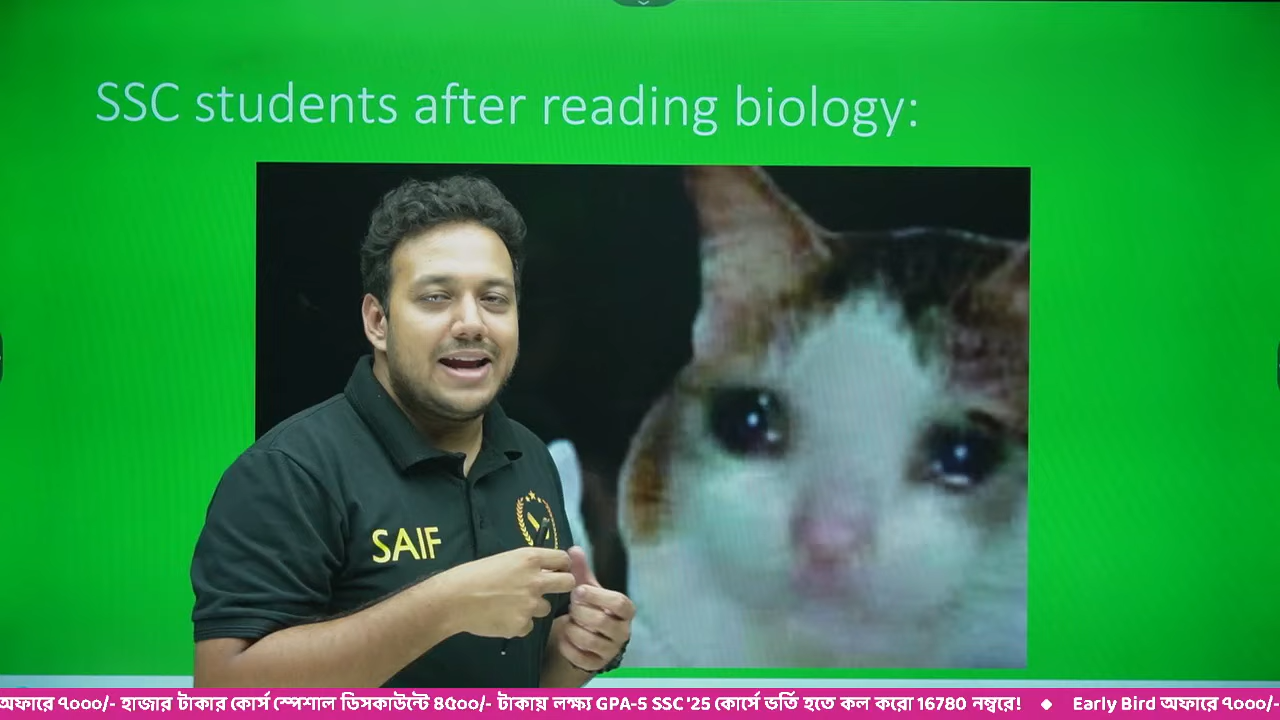 SSC students after reading biology:
SAIF
অফারে ৭০০০/- হাজার টাকার কোর্স স্পেশাল ডিসকাউন্টে ৪৫০০/- টাকায় লক্ষ্য GPA-5 SSC '25 কোর্সে ভর্তি হতে কল করো 16780 নম্বরে! ◆ Early Bird অফারে ৭০০০/-